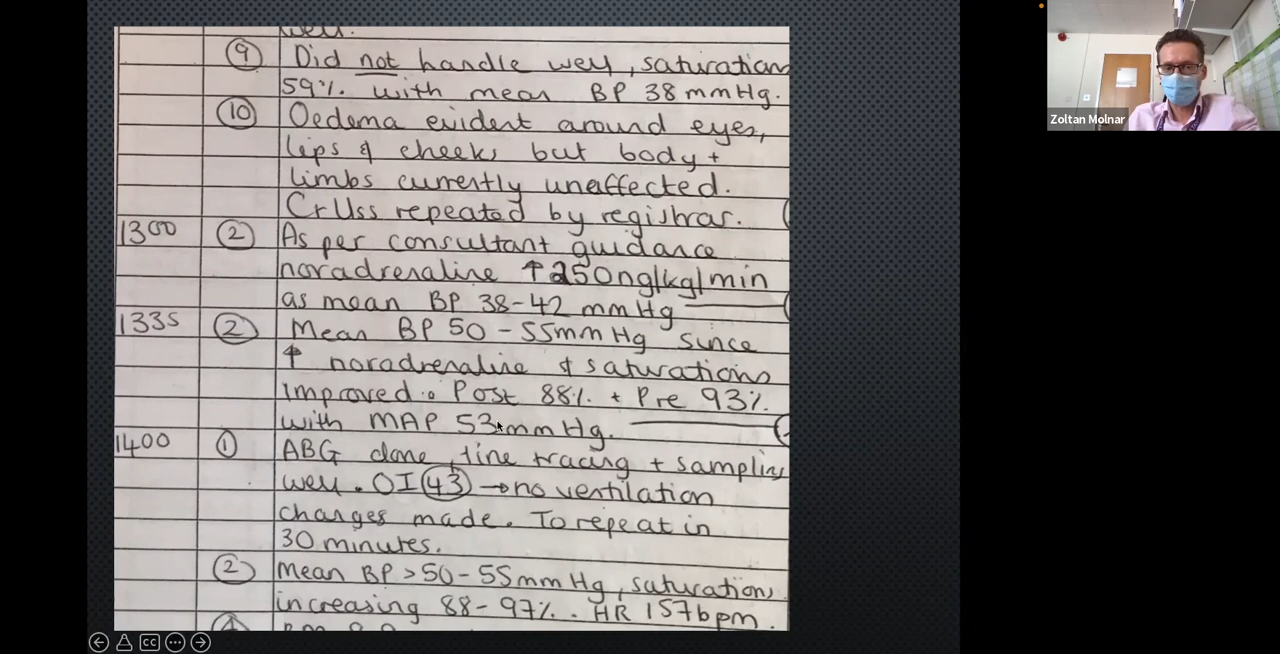 well.
9 Did not handle well, saturation
59% with mean BP 38mmHg.
10 Oedema evident around eyes,
lips & cheeks but body +
limbs currently unaffected.
CrUss repeated by registrar.
1300 2 As per consultant guidance
noradrenaline ↑250ng/kg/min
as mean BP 38-42 mmHg
1335 2 Mean BP 50-55mmHg since
↑ noradrenaline & saturations
improved. Post 88% + Pre 93%
with MAP 53mmHg.
1400 1 ABG done, line tracing + sampling
well. OI 43 → no ventilation
changes made. To repeat in
30 minutes.
2 Mean BP > 50-55mmHg, saturation
increasing 88-97%. HR 157bpm.
Zoltan Molnar
CC